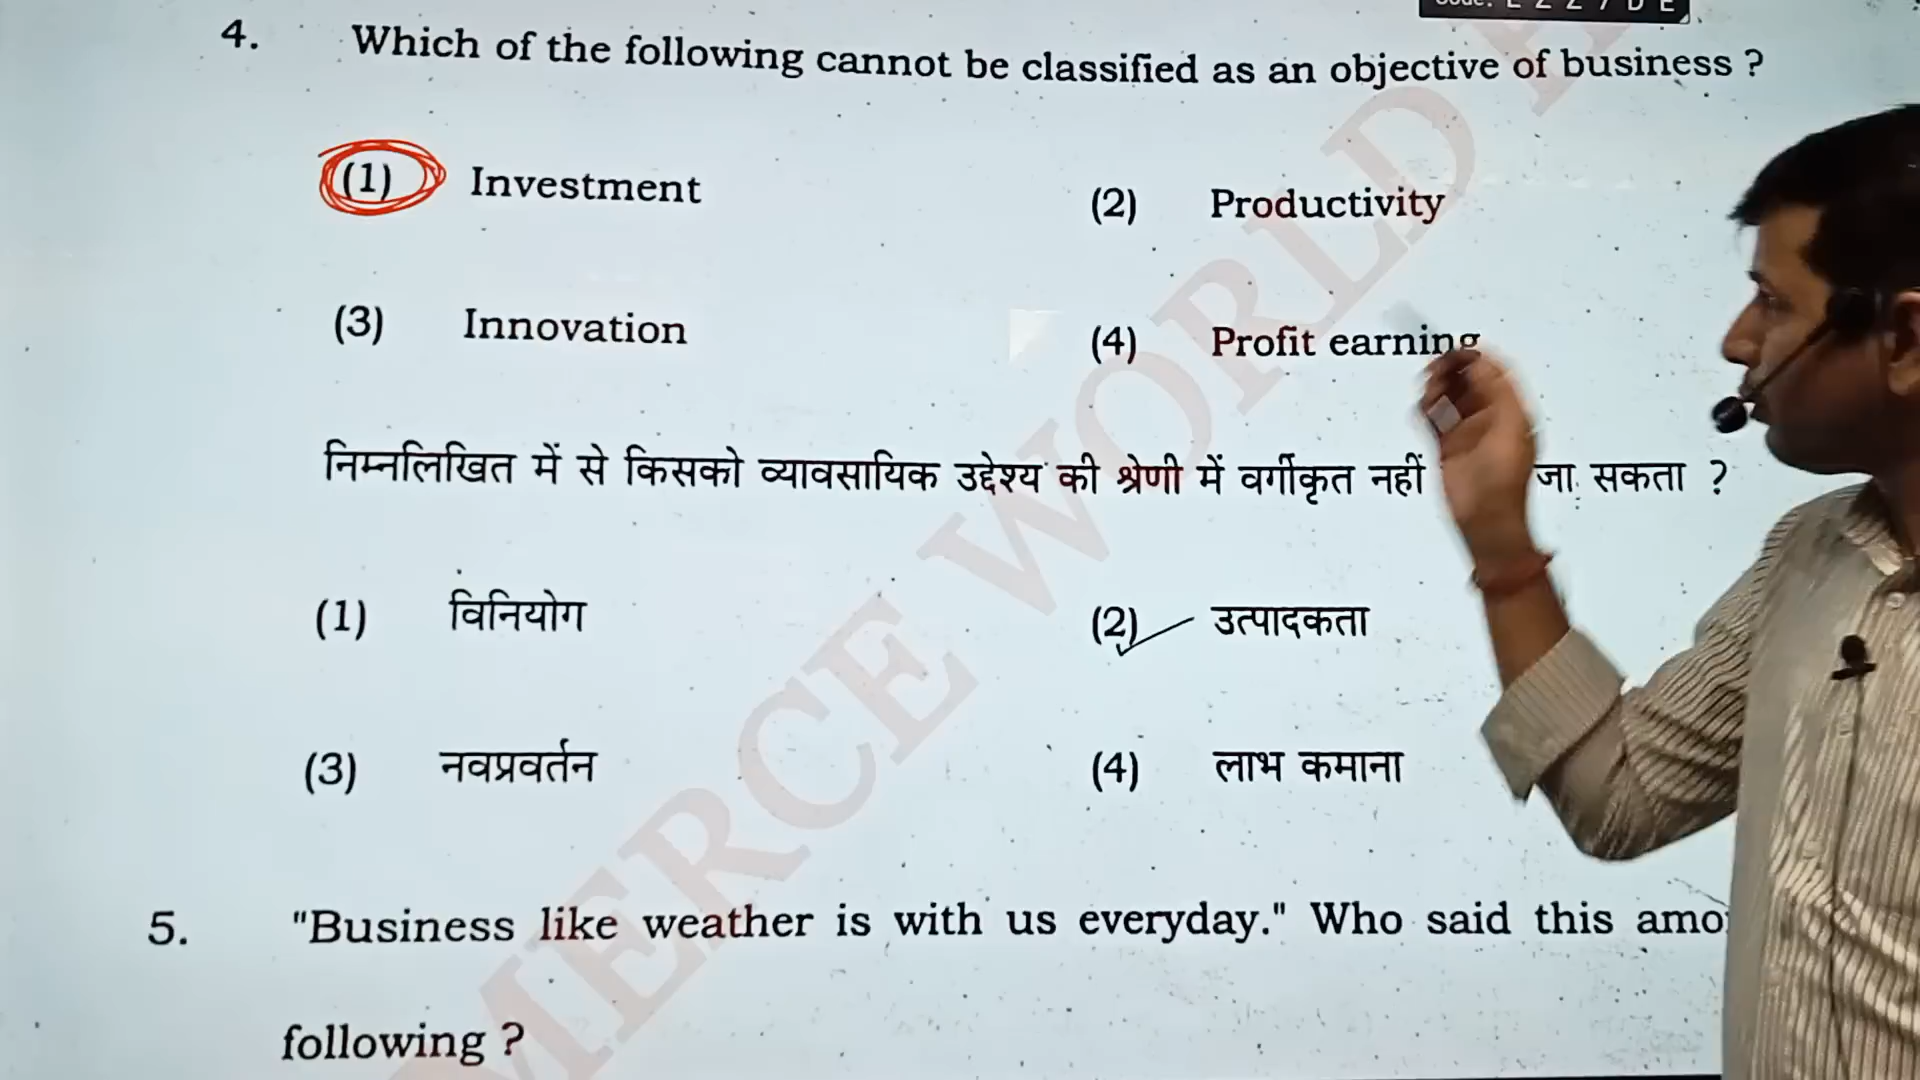 4. Which of the following cannot be classified as an objective of business ?
(1) Investment (2) Productivity
(3) Innovation (4) Profit earning
निम्नलिखित में से किसको व्यावसायिक उद्देश्य की श्रेणी में वर्गीकृत नहीं जा सकता ?
(1) विनियोग (2) उत्पादकता
(3) नवप्रवर्तन (4) लाभ कमाना
5. "Business like weather is with us everyday." Who said this
following ?
MERCE WORLD